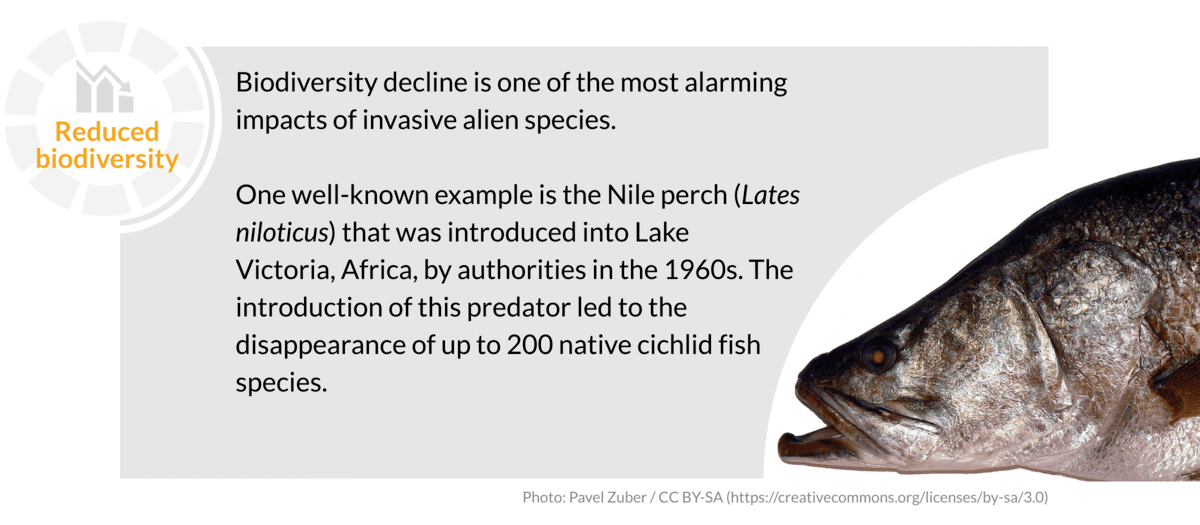 Reduced
biodiversity
Biodiversity decline is one of the most alarming
impacts of invasive alien species.
One well-known example is the Nile perch (Lates
niloticus) that was introduced into Lake
Victoria, Africa, by authorities in the 1960s. The
introduction of this predator led to the
disappearance of up to 200 native cichlid fish
species.
Photo: Pavel Zuber / CC BY-SA (https://creativecommons.org/licenses/by-sa/3.0)